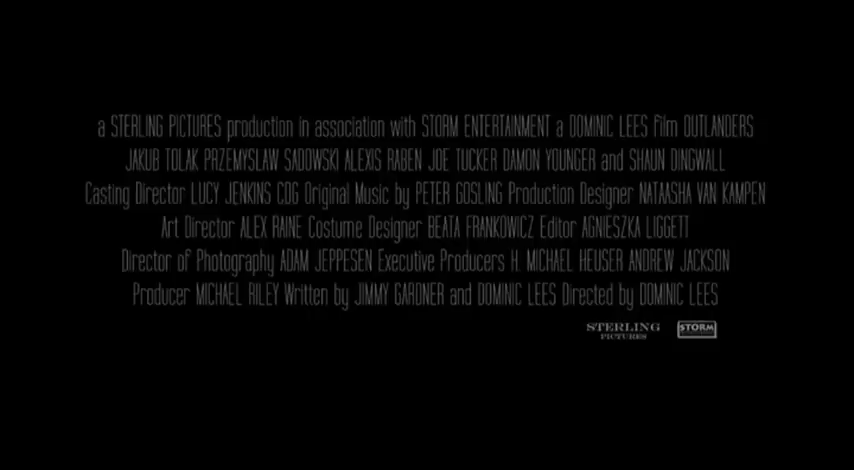 a STERLING PICTURES production in association with STORM ENTERTAINMENT a DOMINIC LEES film OUTLANDERS
JAKUB TOLAK PRZEMYSLAW SADOWSKI ALEXIS RABEN JOE TUCKER DAMON YOUNGER and SHAUN DINGWALL
Casting Director LUCY JENKINS CDG Original Music by PETER GOSLING Production Designer NATAASHA VAN KAMPEN
Art Director ALEX RAINE Costume Designer BEATA FRANKOWICZ Editor AGNIESZKA LIGGETT
Director of Photography ADAM JEPPESEN Executive Producers H. MICHAEL HEUSER ANDREW JACKSON
Producer MICHAEL RILEY Written by JIMMY GARDNER and DOMINIC LEES Directed by DOMINIC LEES
STERLING STORM
PICTURES